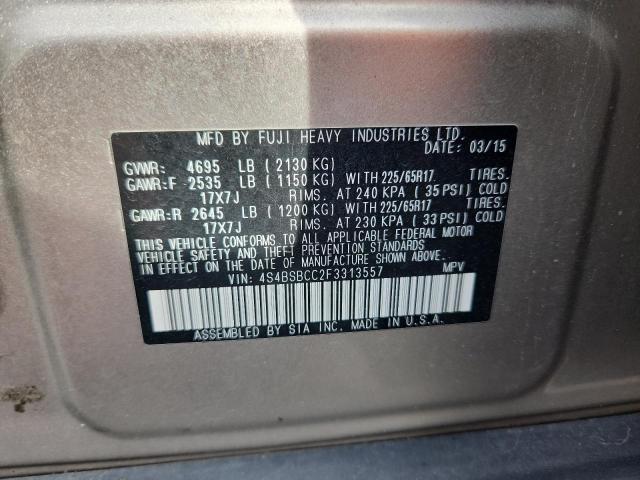 MFD BY FUJI HEAVY INDUSTRIES LTD.
DATE: 03/15
GVWR: 4695 LB ( 2130 KG)
GAWR:F 2535 LB ( 1150 KG) WITH 225/65R17 TIRES.
17X7J RIMS. AT 240 KPA ( 35 PSI) COLD
GAWR:R 2645 LB ( 1200 KG) WITH 225/65R17 TIRES.
17X7J RIMS. AT 230 KPA ( 33 PSI) COLD
THIS VEHICLE CONFORMS TO ALL APPLICABLE FEDERAL MOTOR
VEHICLE SAFETY AND THEFT PREVENTION STANDARDS
IN EFFECT ON THE DATE OF MANUFACTURE SHOWN ABOVE.
VIN: 4S4BSBCC2F3313557 MPV
ASSEMBLED BY SIA INC. MADE IN U.S.A.